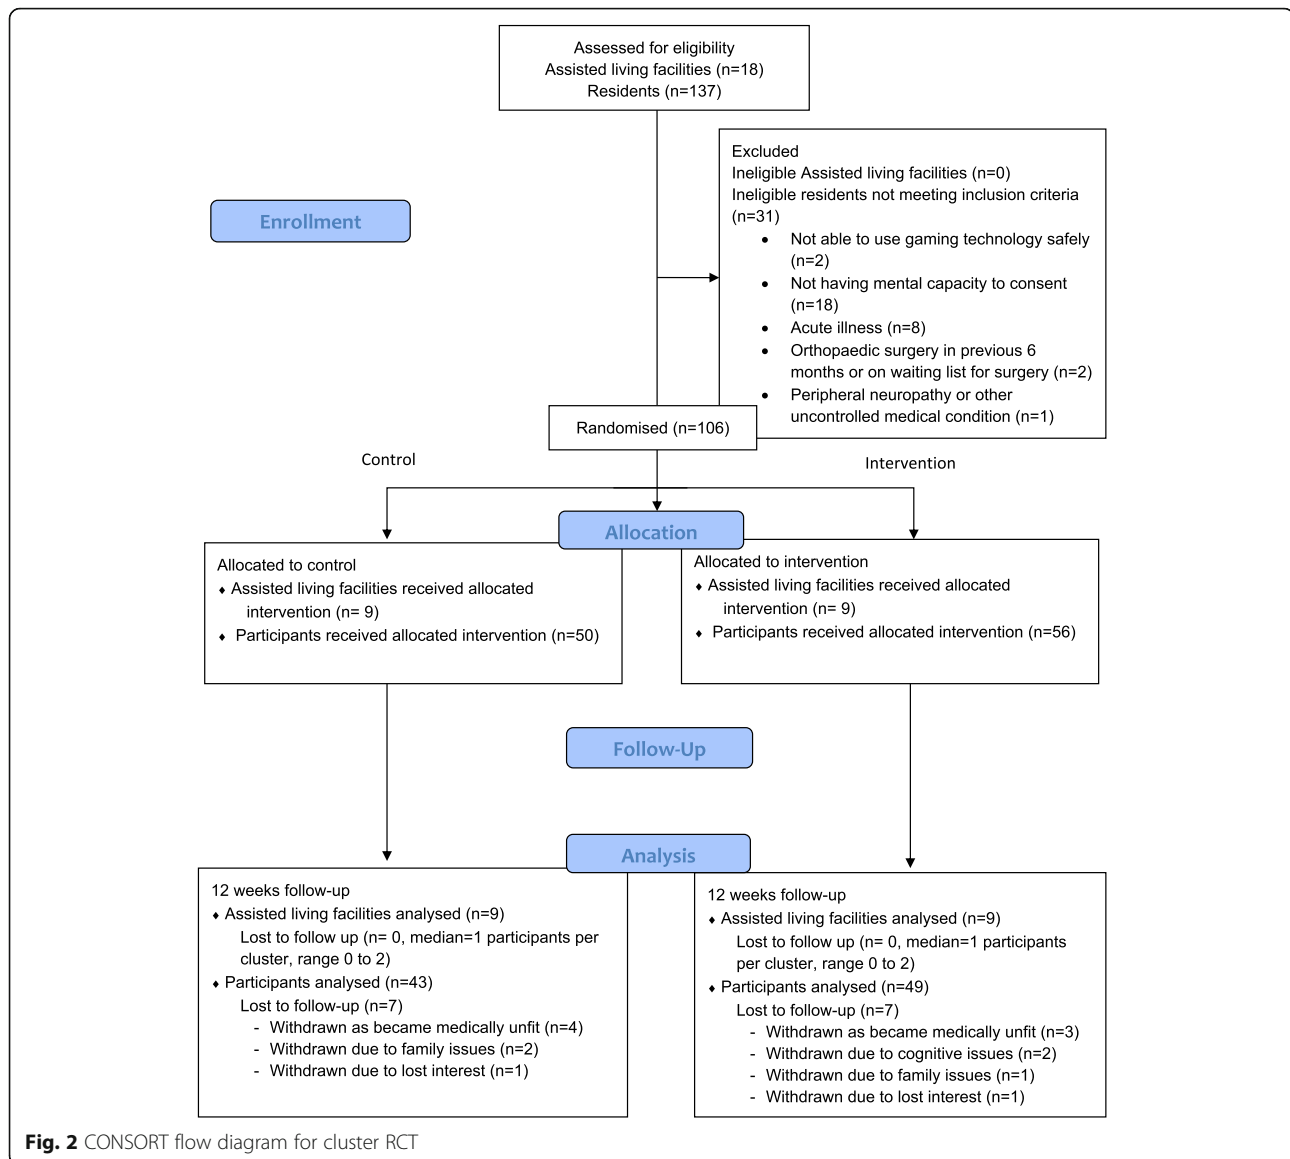 Assessed for eligibility
Assisted living facilities (n=18)
Residents (n=137)
Excluded
Ineligible Assisted living facilities (n=0)
Ineligible residents not meeting inclusion criteria
(n=31)
• Not able to use gaming technology safely
(n=2)
• Not having mental capacity to consent
(n=18)
• Acute illness (n=8)
• Orthopaedic surgery in previous 6
months or on waiting list for surgery (n=2)
• Peripheral neuropathy or other
uncontrolled medical condition (n=1)
Enrollment
Randomised (n=106)
Control
Intervention
Allocation
Allocated to control
♦ Assisted living facilities received allocated
intervention (n= 9)
♦ Participants received allocated intervention (n=50)
Allocated to intervention
♦ Assisted living facilities received allocated
intervention (n= 9)
♦ Participants received allocated intervention (n=56)
Follow-Up
Analysis
12 weeks follow-up
♦ Assisted living facilities analysed (n=9)
Lost to follow up (n= 0, median=1 participants per
cluster, range 0 to 2)
♦ Participants analysed (n=43)
Lost to follow-up (n=7)
- Withdrawn as became medically unfit (n=4)
- Withdrawn due to family issues (n=2)
- Withdrawn due to lost interest (n=1)
12 weeks follow-up
♦ Assisted living facilities analysed (n=9)
Lost to follow up (n= 0, median=1 participants
per cluster, range 0 to 2)
♦ Participants analysed (n=49)
Lost to follow-up (n=7)
- Withdrawn as became medically unfit (n=3)
- Withdrawn due to cognitive issues (n=2)
- Withdrawn due to family issues (n=1)
- Withdrawn due to lost interest (n=1)
Fig. 2 CONSORT flow diagram for cluster RCT